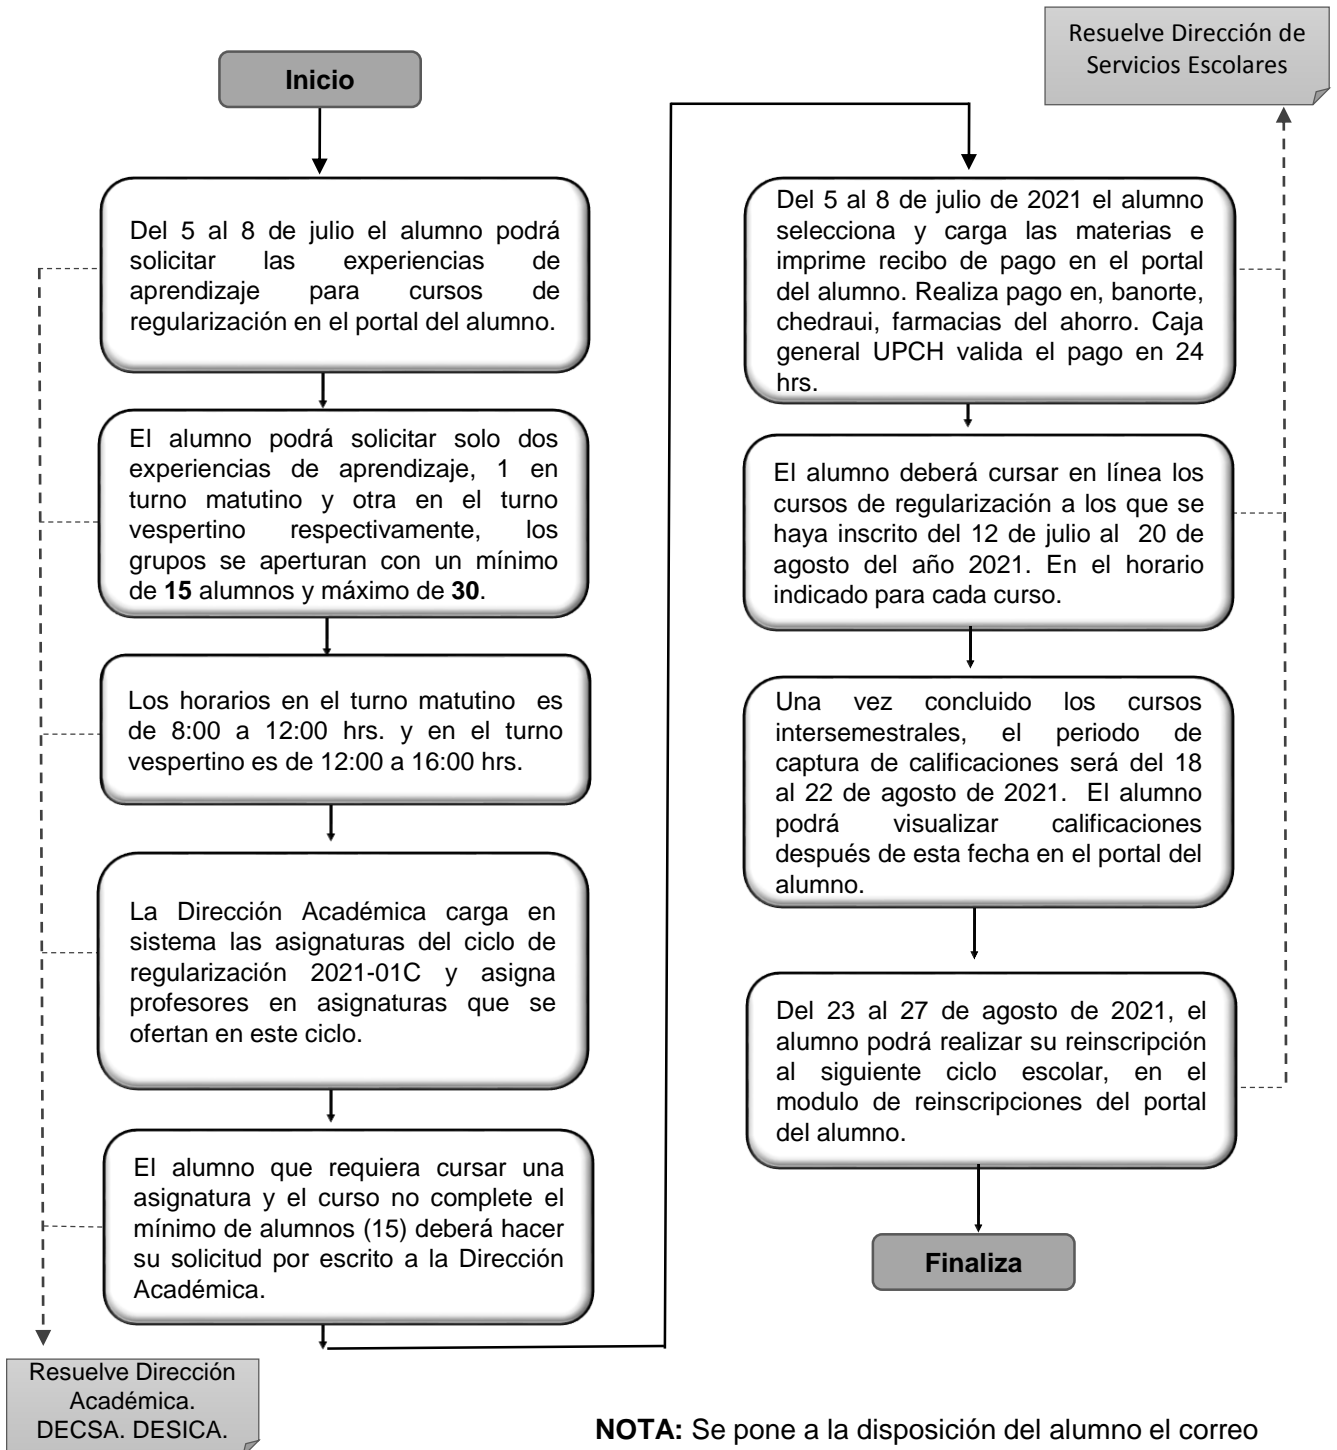 Inicio
Del 5 al 8 de julio el alumno podrá
solicitar las experiencias de
aprendizaje para cursos de
regularización en el portal del alumno.
El alumno podrá solicitar solo dos
experiencias de aprendizaje, 1 en
turno matutino y otra en el turno
vespertino respectivamente, los
grupos se aperturan con un mínimo
de 15 alumnos y máximo de 30.
Los horarios en el turno matutino es
de 8:00 a 12:00 hrs. y en el turno
vespertino es de 12:00 a 16:00 hrs.
La Dirección Académica carga en
sistema las asignaturas del ciclo de
regularización 2021-01C y asigna
profesores en asignaturas que se
ofertan en este ciclo.
El alumno que requiera cursar una
asignatura y el curso no complete el
mínimo de alumnos (15) deberá hacer
su solicitud por escrito a la Dirección
Académica.
Resuelve Dirección
Académica.
DECSA. DESICA.
Resuelve Dirección de
Servicios Escolares
Del 5 al 8 de julio de 2021 el alumno
selecciona y carga las materias e
imprime recibo de pago en el portal
del alumno. Realiza pago en, banorte,
chedraui, farmacias del ahorro. Caja
general UPCH valida el pago en 24
hrs.
El alumno deberá cursar en línea los
cursos de regularización a los que se
haya inscrito del 12 de julio al 20 de
agosto del año 2021. En el horario
indicado para cada curso.
Una vez concluido los cursos
intersemestrales, el periodo de
captura de calificaciones será del 18
al 22 de agosto de 2021. El alumno
podrá visualizar calificaciones
después de esta fecha en el portal del
alumno.
Del 23 al 27 de agosto de 2021, el
alumno podrá realizar su reinscripción
al siguiente ciclo escolar, en el
modulo de reinscripciones del portal
del alumno.
Finaliza
NOTA: Se pone a la disposición del alumno el correo